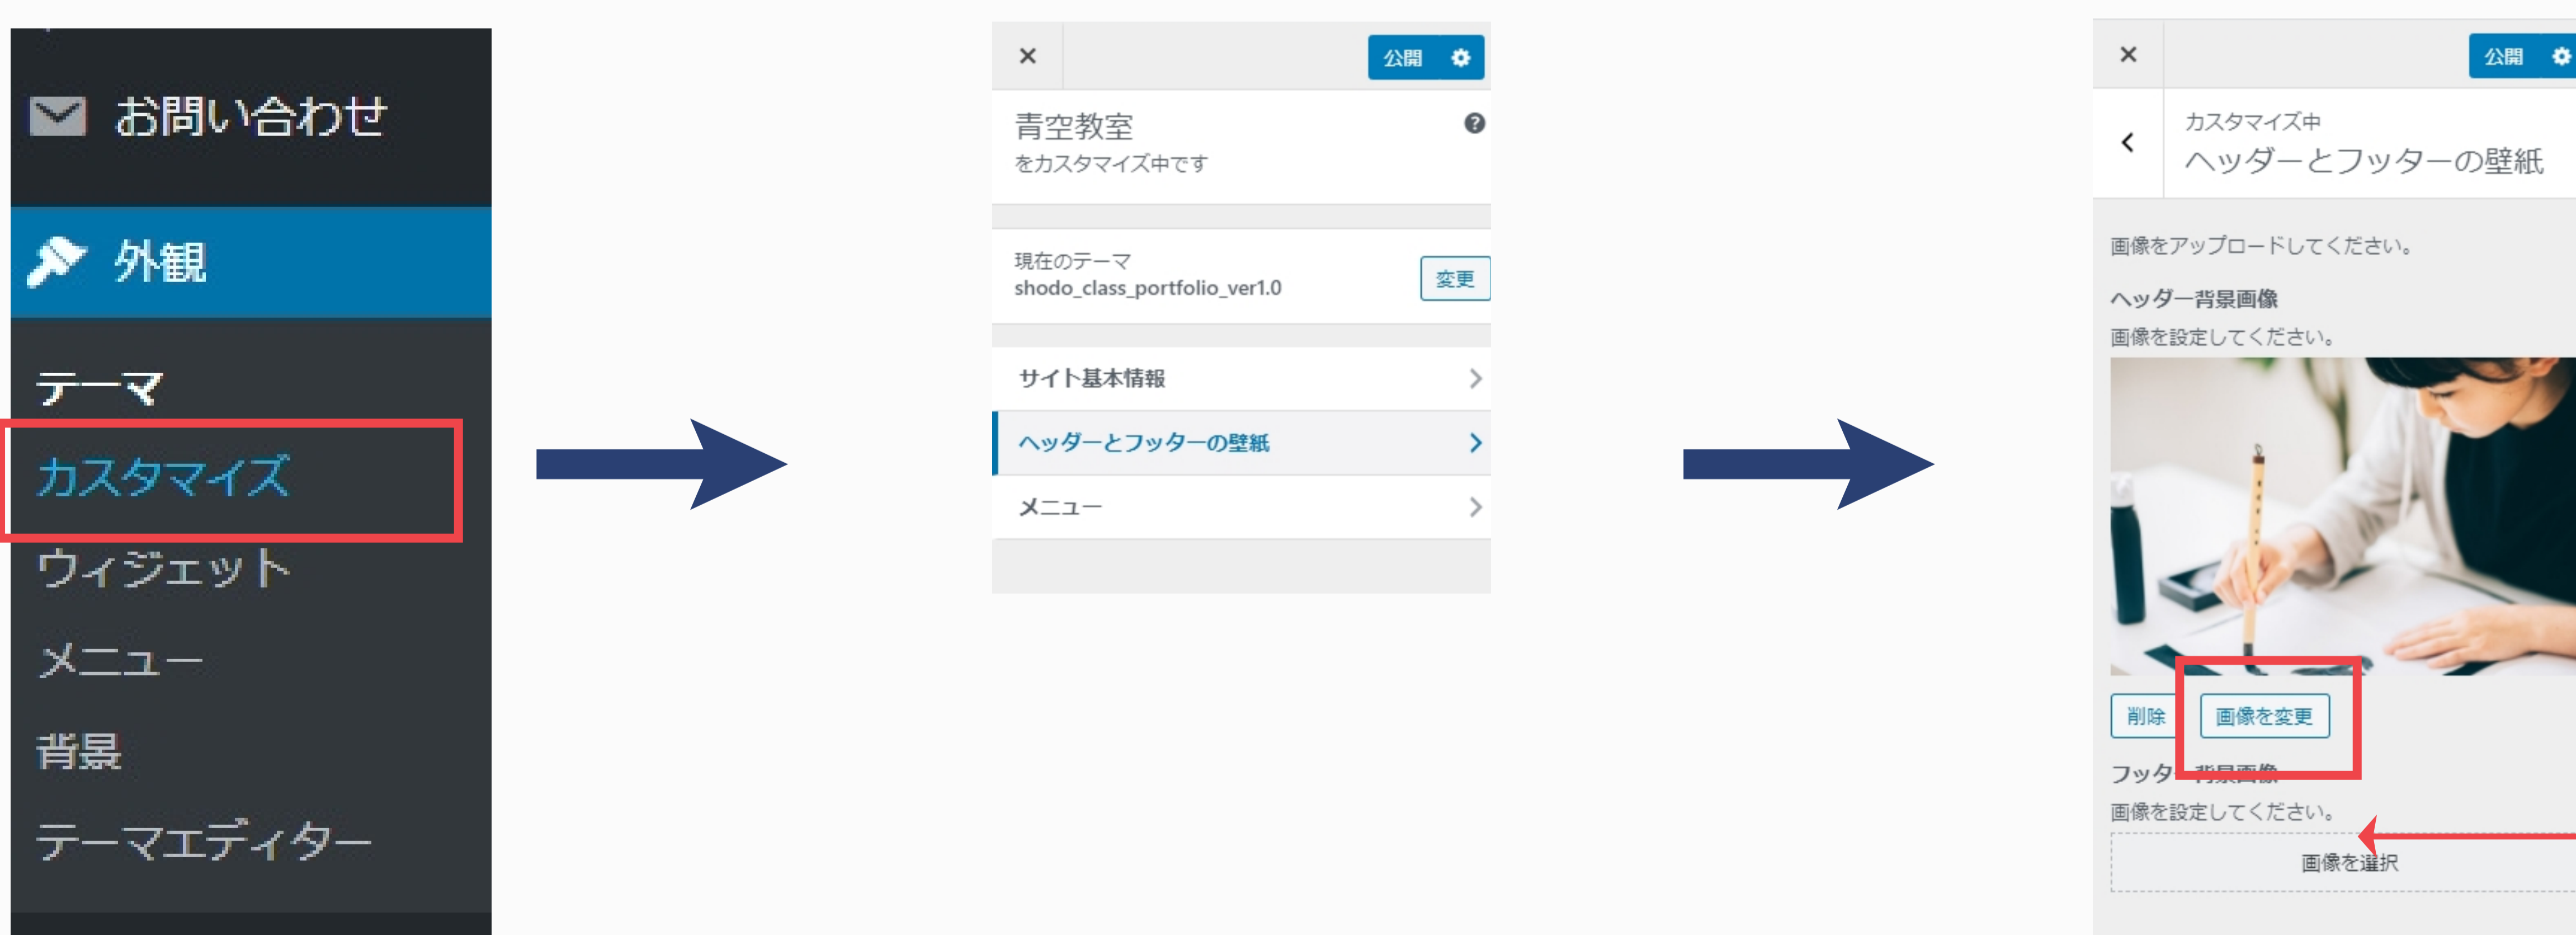 お問い合わせ
外観
テーマ
カスタマイズ
ウィジェット
メニュー
背景
テーマエディター
公開
青空教室
をカスタマイズ中です
現在のテーマ
shodo_class_portfolio_ver1.0
変更
サイト基本情報
ヘッダーとフッターの壁紙
メニュー
公開
カスタマイズ中
ヘッダーとフッターの壁紙
画像をアップロードしてください。
ヘッダー背景画像
画像を設定してください。
削除
画像を変更
フッター背景画像
画像を設定してください。
画像を選択